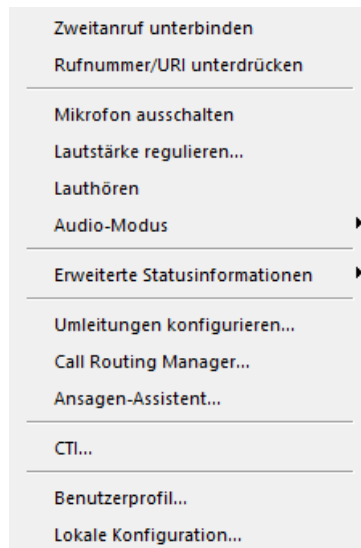 Zweitanruf unterbinden
Rufnummer/URI unterdrücken
Mikrofon ausschalten
Lautstärke regulieren...
Lauthören
Audio-Modus
Erweiterte Statusinformationen
Umleitungen konfigurieren...
Call Routing Manager...
Ansagen-Assistent...
CTI...
Benutzerprofil...
Lokale Konfiguration...